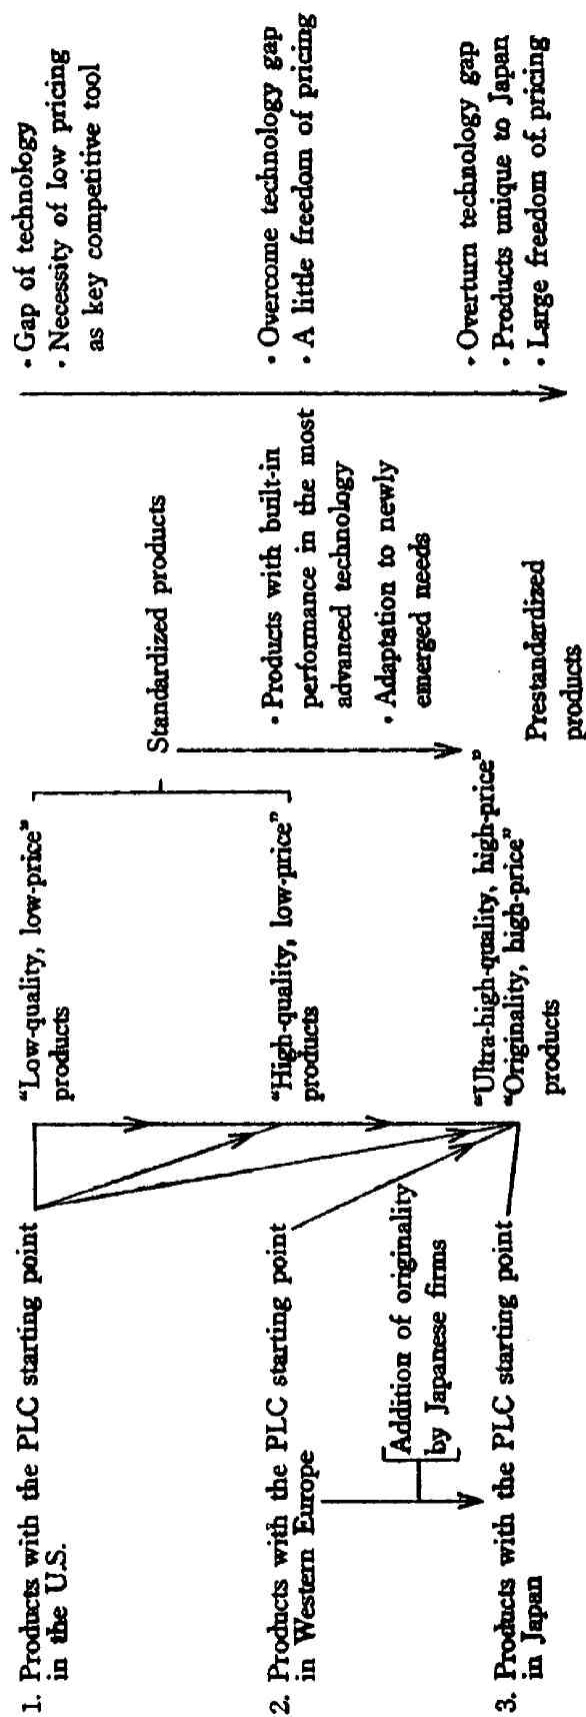 1. Products with the PLC starting point
in the U.S.
"Low-quality, low-price"
products
Standardized products
• Gap of technology
• Necessity of low pricing
as key competitive tool
2. Products with the PLC starting point
in Western Europe
"High-quality, low-price"
products
• Products with built-in
performance in the most
advanced technology
• Adaptation to newly
emerged needs
• Overcome technology gap
• A little freedom of pricing
Addition of originality
by Japanese firms
3. Products with the PLC starting point
in Japan
"Ultra-high-quality, high-price"
"Originality, high-price"
products
Prestandardized
products
• Overturn technology gap
• Products unique to Japan
• Large freedom of pricing